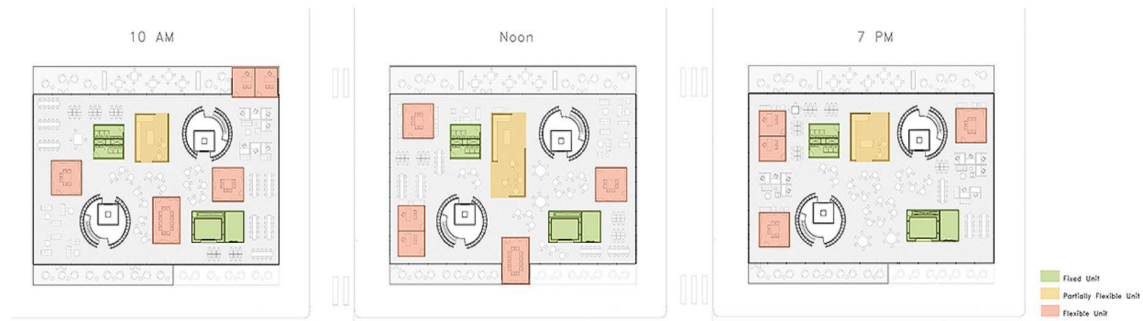 10 AM
Noon
7 PM
Fixed Unit
Partially Flexible Unit
Flexible Unit